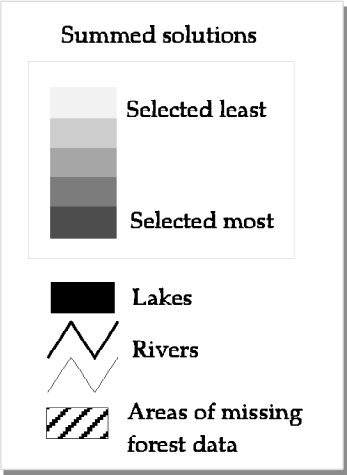 Summed solutions
Selected least
Selected most
Lakes
Rivers
Areas of missing
forest data